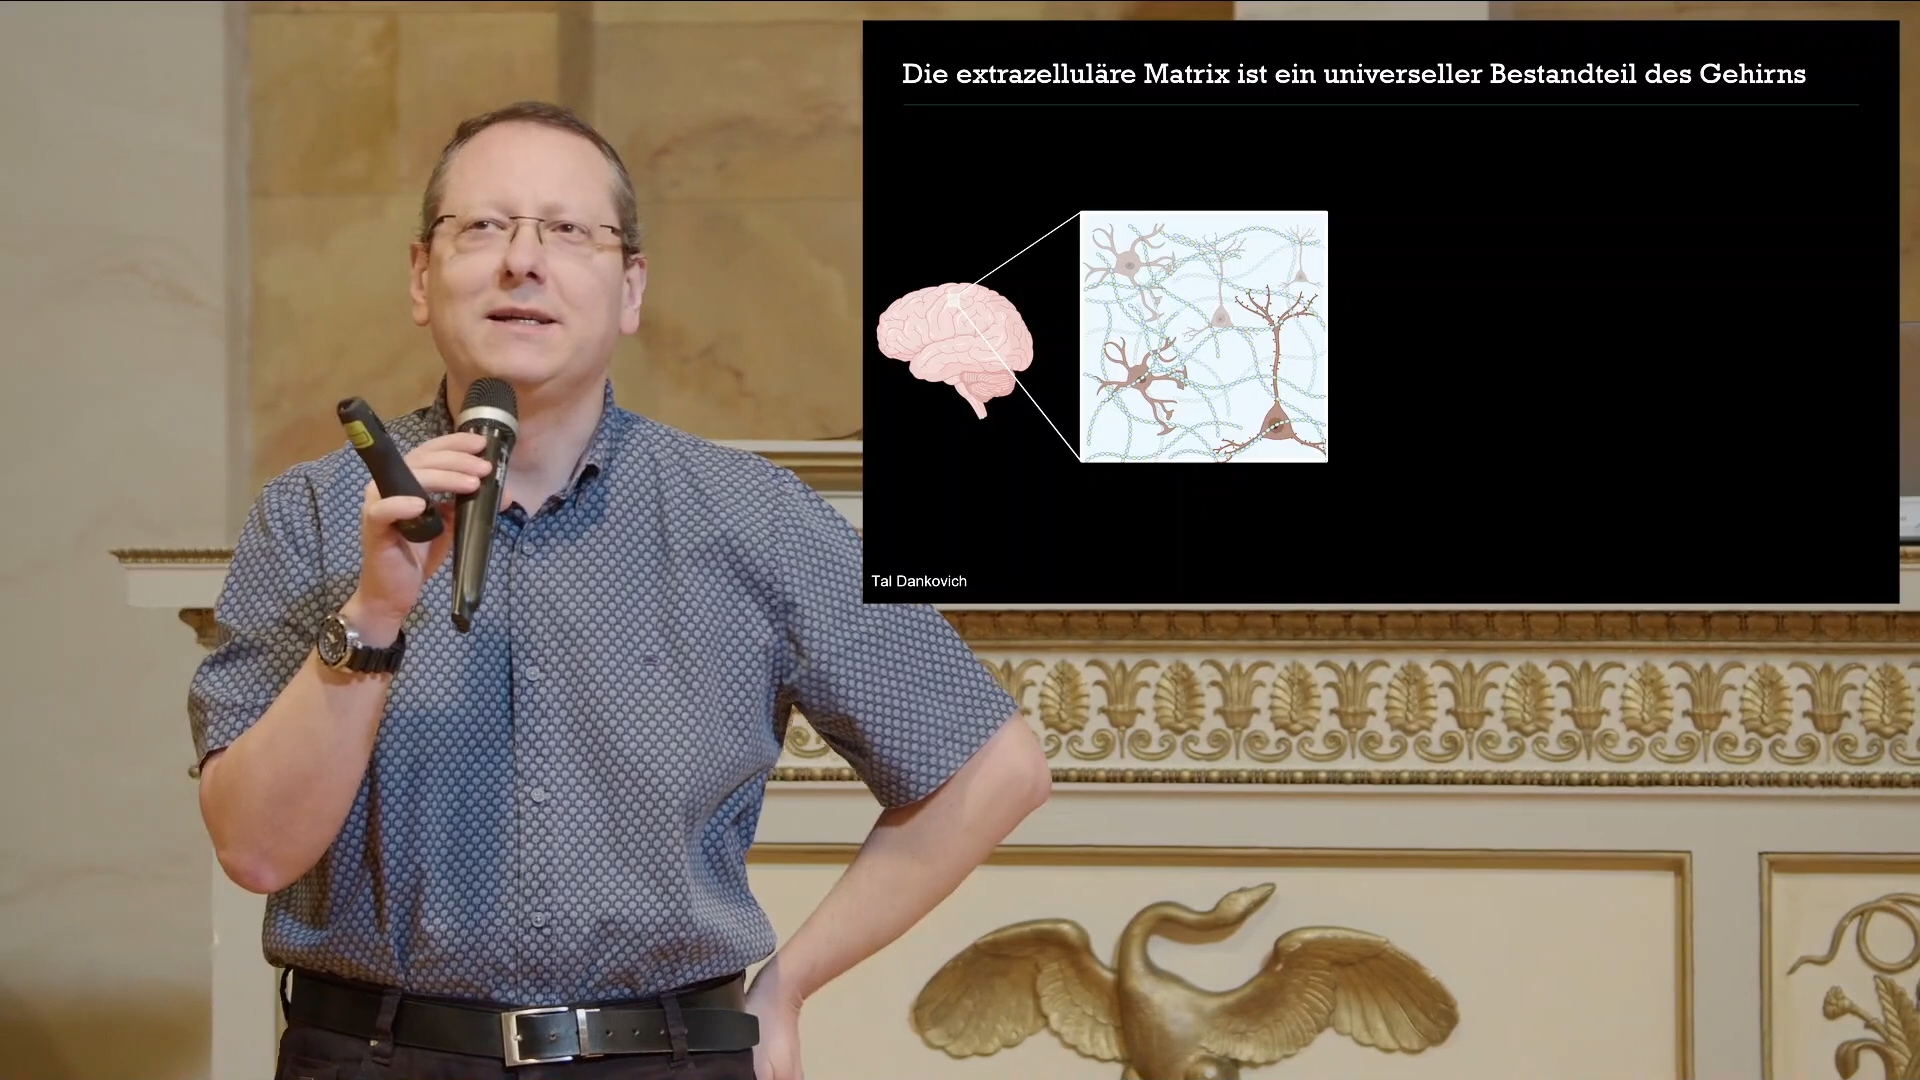 Die extrazelluläre Matrix ist ein universeller Bestandteil des Gehirns
Tal Dankovich